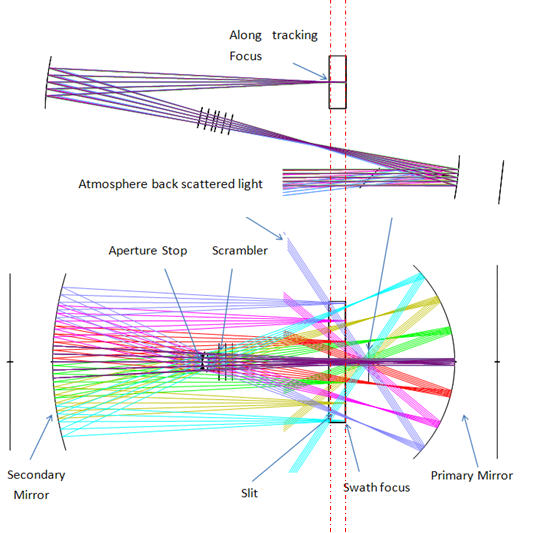 Along tracking
Focus
Atmosphere back scattered light
Aperture Stop
Scrambler
Secondary
Mirror
Slit
Swath focus
Primary Mirror